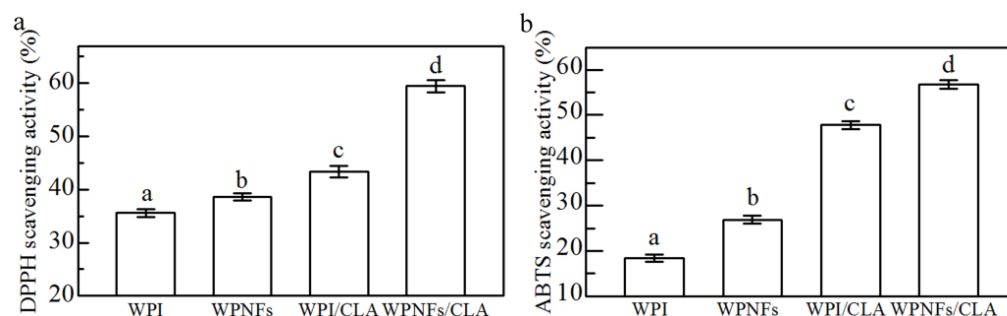 a
DPPH scavenging activity (%)
60
50
40
30
20
a
b
c
d
WPI
WPNFs
WPI/CLA
WPNFs/CLA
b
ABTS scavenging activity (%)
60
50
40
30
20
10
a
b
c
d
WPI
WPNFs
WPI/CLA
WPNFs/CLA